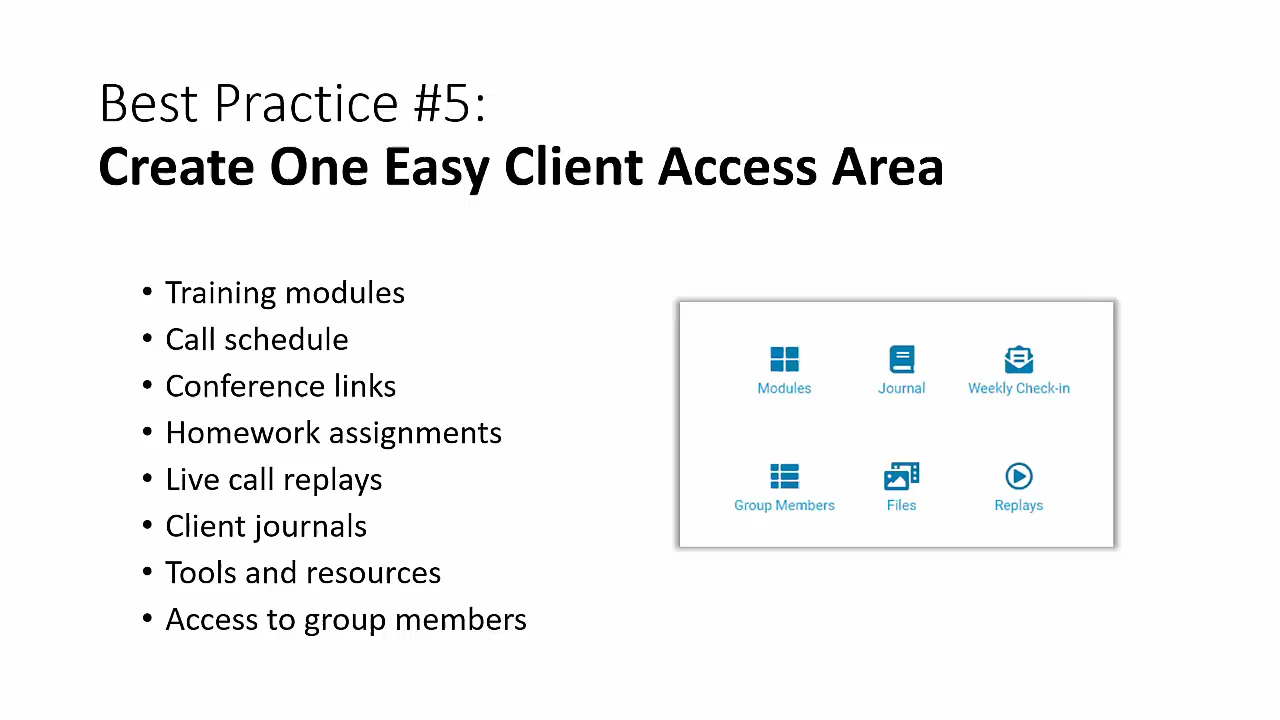 Best Practice #5:
Create One Easy Client Access Area
• Training modules
• Call schedule
• Conference links
• Homework assignments
• Live call replays
• Client journals
• Tools and resources
• Access to group members
Modules
Journal
Weekly Check-in
Group Members
Files
Replays